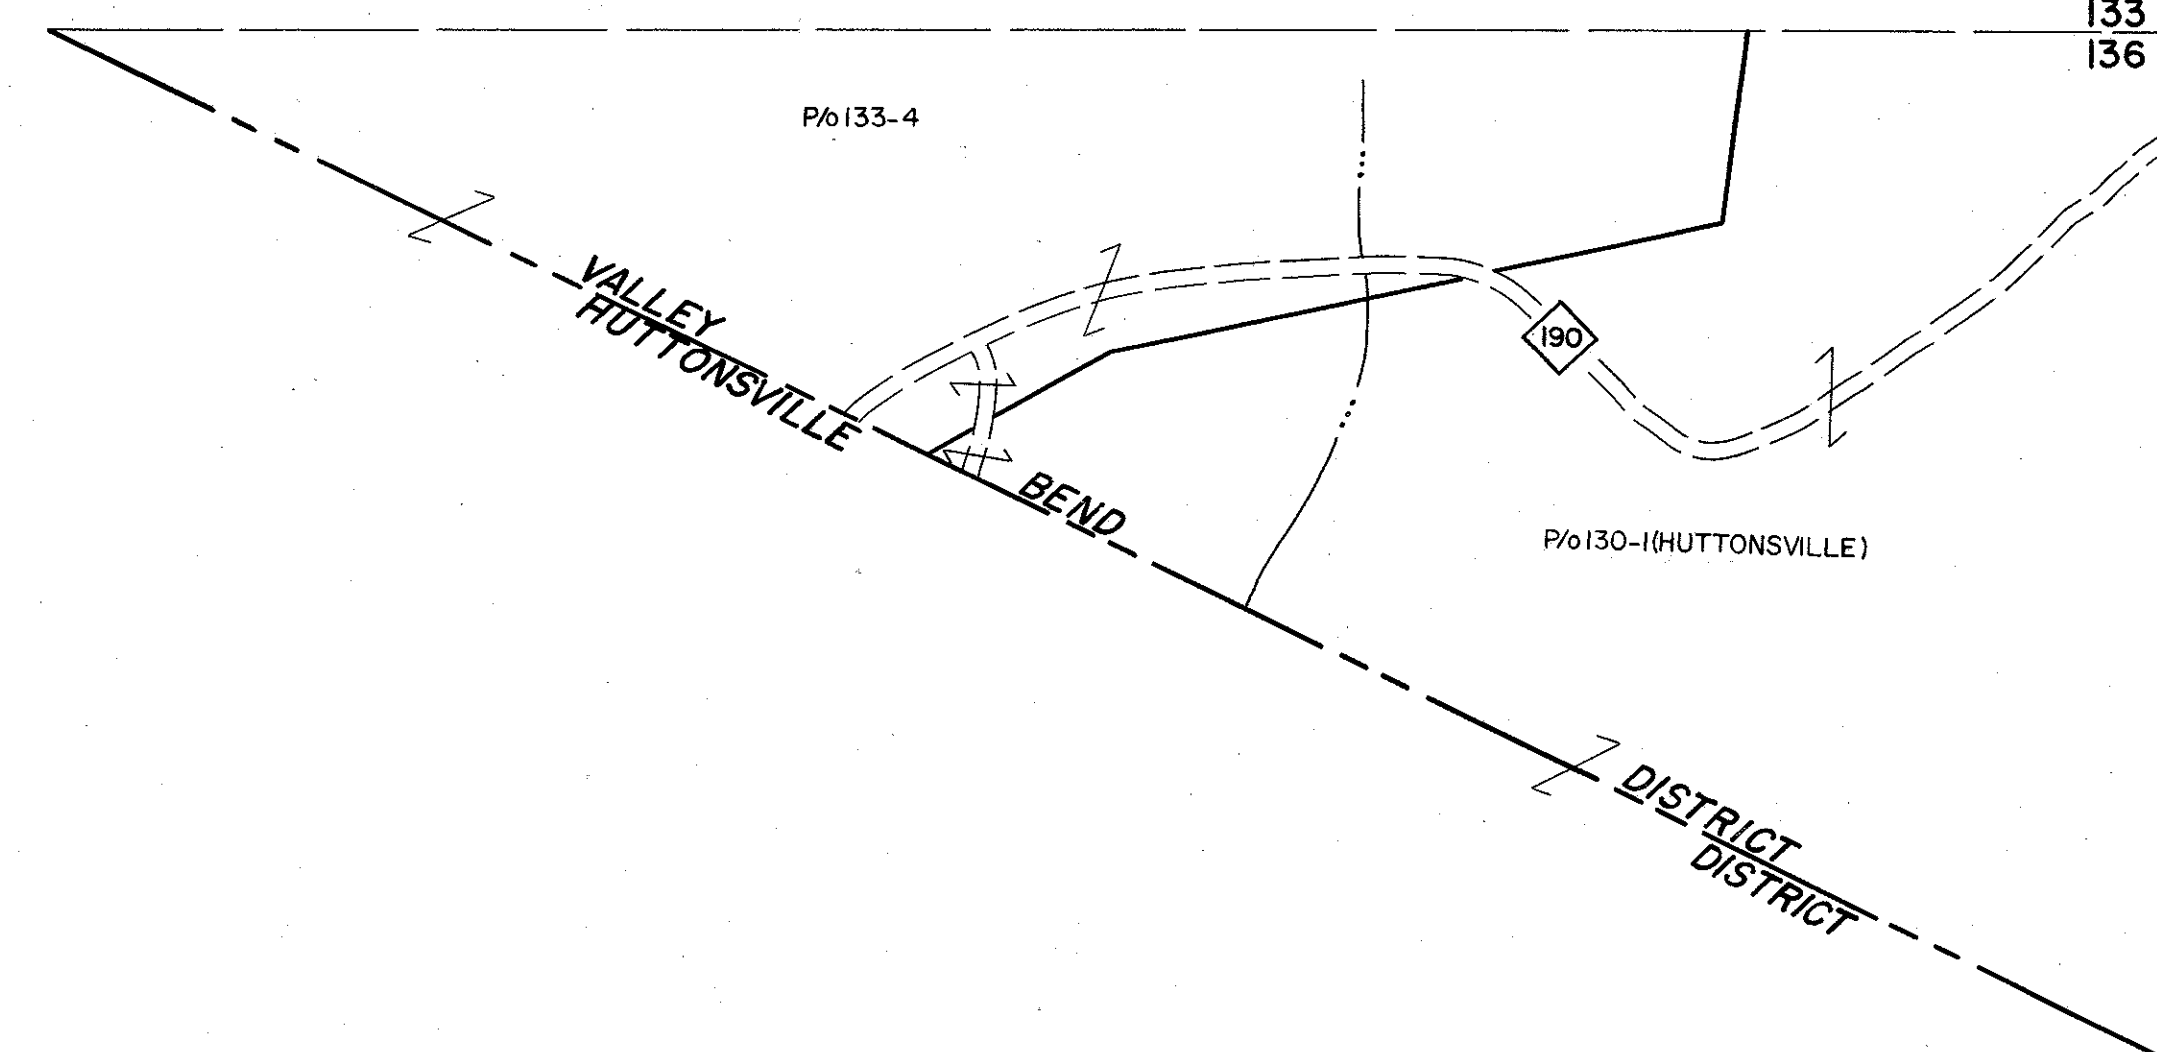 133
136
P/o 133-4
190
VALLEY BEND DISTRICT
HUTTONSVILLE DISTRICT
P/o 130-1(HUTTONSVILLE)